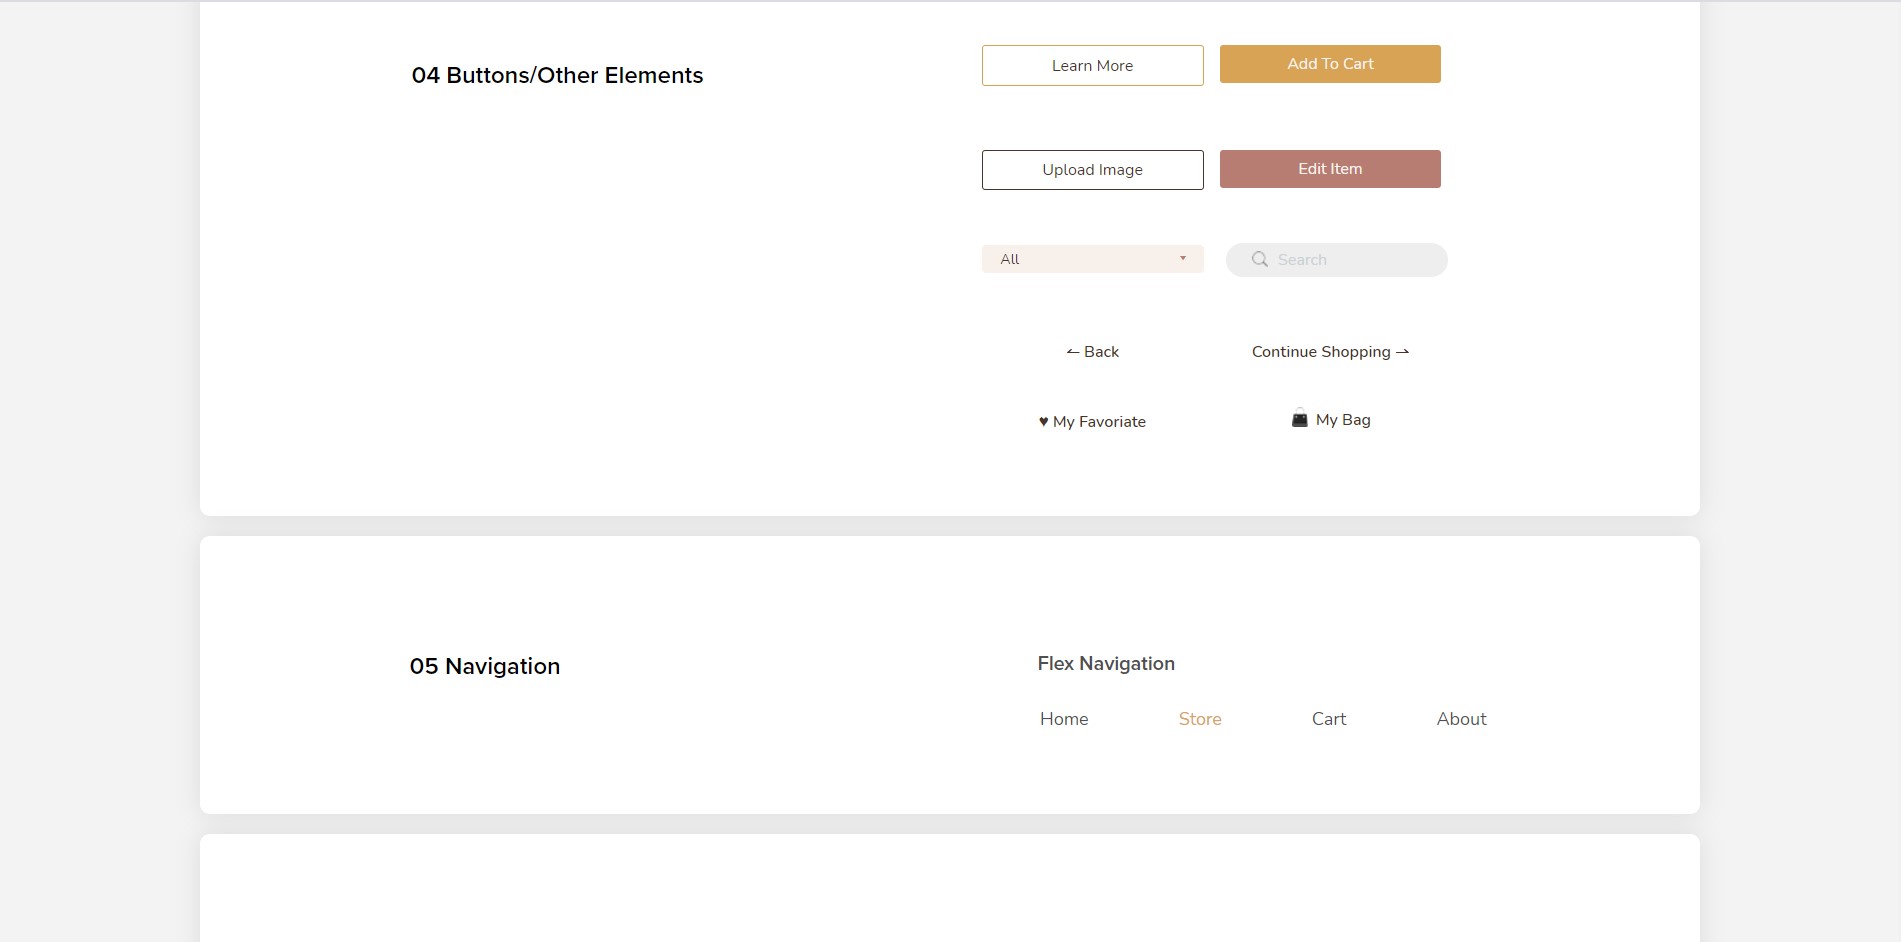 04 Buttons/Other Elements
Learn More
Add To Cart
Upload Image
Edit Item
All
Search
↼ Back
Continue Shopping ⇀
♥ My Favoriate
My Bag
05 Navigation
Flex Navigation
Home Store Cart About